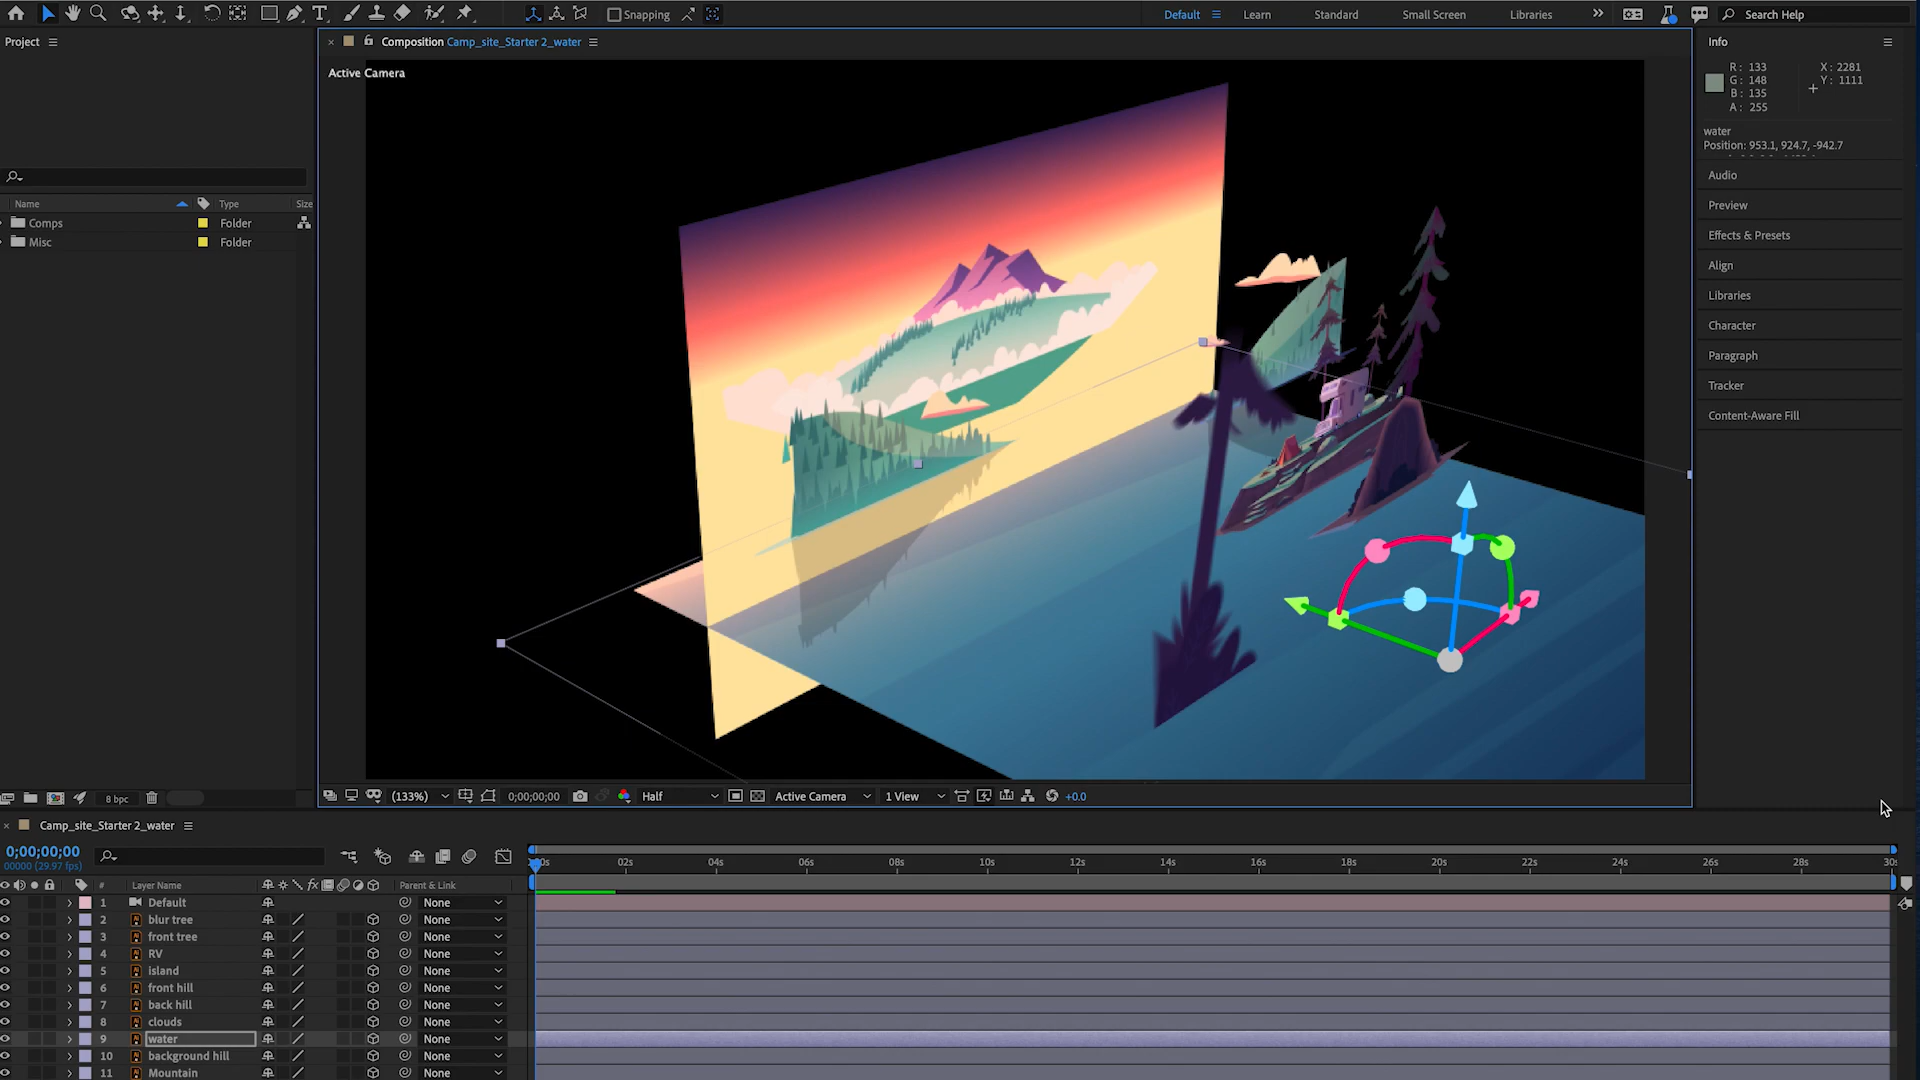 Snapping
Default
Learn
Standard
Small Screen
Libraries
Search Help
Project
Composition Camp_site_Starter 2_water
Info
Active Camera
R: 133
G: 148
B: 135
A: 255
X: 2281
Y: 1111
water
Position: 953.1, 924.7, -942.7
Audio
Preview
Effects & Presets
Align
Libraries
Character
Paragraph
Tracker
Content-Aware Fill
Name Type Size
Comps Folder
Misc Folder
8 bpc
(133%) 0;00;00;00 Half Active Camera 1 View +0.0
Camp_site_Starter 2_water
0;00;00;00
00000 (29.97 fps)
02s 04s 06s 08s 10s 12s 14s 16s 18s 20s 22s 24s 26s 28s
# Layer Name Parent & Link
1 Default None
2 blur tree None
3 front tree None
4 RV None
5 island None
6 front hill None
7 back hill None
8 clouds None
9 water None
10 background hill None
11 Mountain None